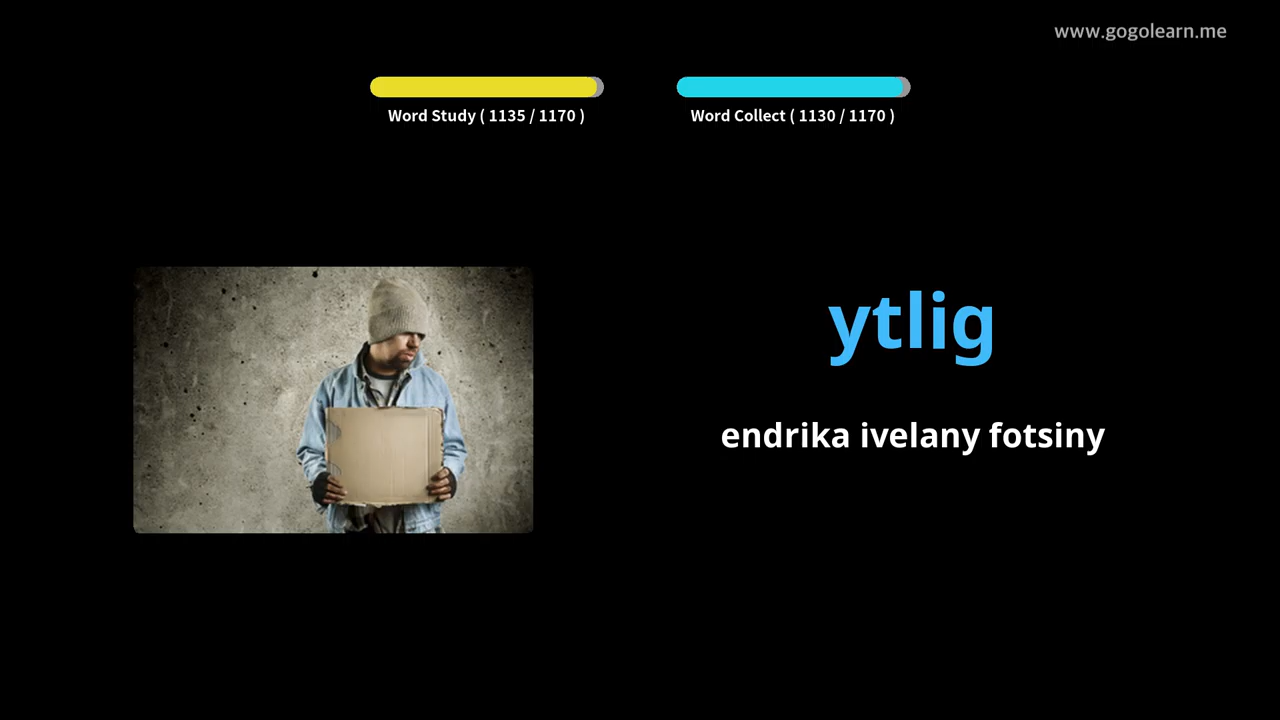 www.gogolearn.me
Word Study ( 1135 / 1170 )
Word Collect ( 1130 / 1170 )
ytlig
endrika ivelany fotsiny